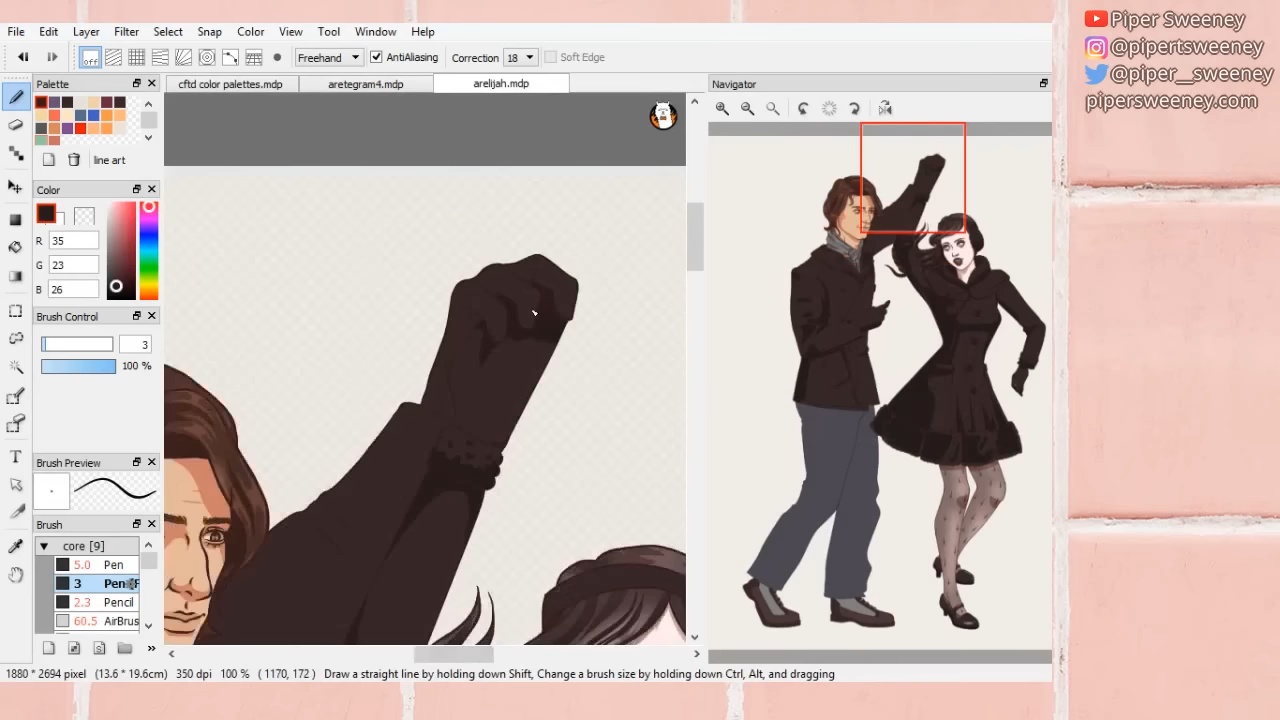 Piper Sweeney
@pipertsweeney
@piper__sweeney
pipersweeney.com
File Edit Layer Filter Select Snap Color View Tool Window Help
off Freehand AntiAliasing Correction 18 Soft Edge
Palette
cftd color palettes.mdp aretegram4.mdp arelijah.mdp
Navigator
line art
Color
R 35
G 23
B 26
Brush Control
3
100 %
Brush Preview
Brush
core [9]
5.0 Pen
3
2.3 Pencil
60.5 AirBrus
1880 * 2694 pixel (13.6 * 19.6cm) 350 dpi 100 % ( 1170, 172 ) Draw a straight line by holding down Shift, Change a brush size by holding down Ctrl, Alt, and dragging